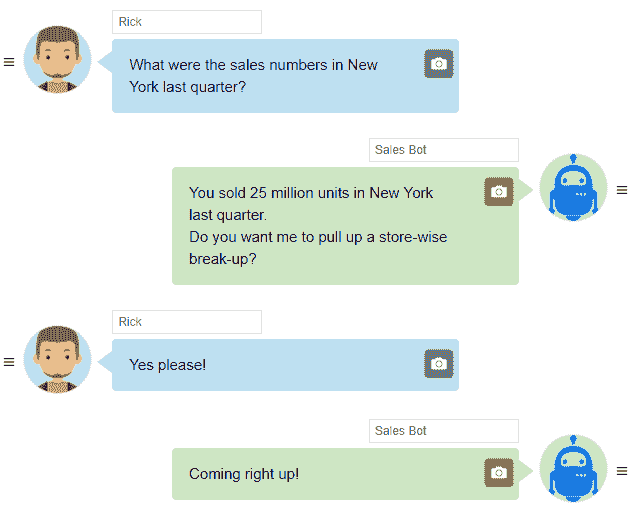 Rick
What were the sales numbers in New
York last quarter?
Sales Bot
You sold 25 million units in New York
last quarter.
Do you want me to pull up a store-wise
break-up?
Rick
Yes please!
Sales Bot
Coming right up!